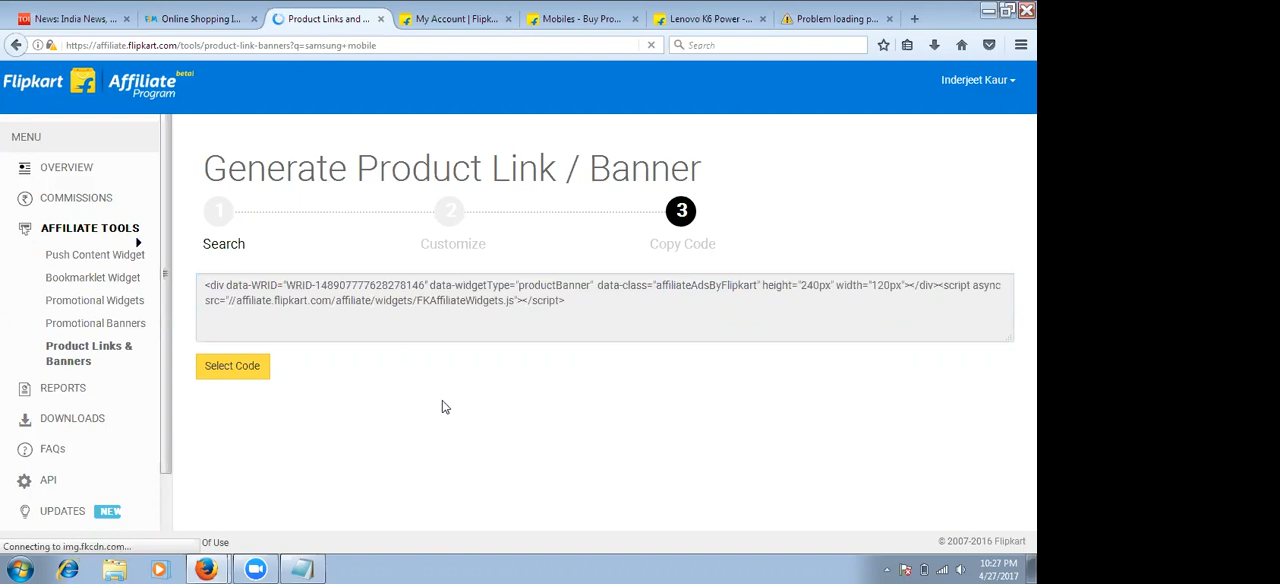 News: India News, ...
Online Shopping I...
Product Links and ...
My Account | Flipk...
Mobiles - Buy Pro...
Lenovo K6 Power -...
Problem loading p...
https://affiliate.flipkart.com/tools/product-link-banners?q=samsung+mobile
Search
Flipkart Affiliate beta!
Program
Inderjeet Kaur
MENU
OVERVIEW
COMMISSIONS
AFFILIATE TOOLS
Push Content Widget
Bookmarklet Widget
Promotional Widgets
Promotional Banners
Product Links &
Banners
REPORTS
DOWNLOADS
FAQs
API
UPDATES NEW
Generate Product Link / Banner
1 2 3
Search Customize Copy Code
<div data-WRID="WRID-148907777628278146" data-widgetType="productBanner" data-class="affiliateAdsByFlipkart" height="240px" width="120px"></div><script async
src="//affiliate.flipkart.com/affiliate/widgets/FKAffiliateWidgets.js"></script>
Select Code
Connecting to img.fkcdn.com...
Of Use
© 2007-2016 Flipkart
10:27 PM
4/27/2017